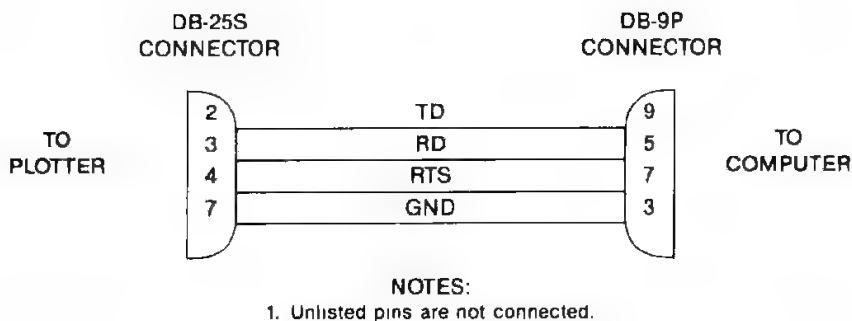 DB-25S
CONNECTOR
DB-9P
CONNECTOR
2 TD 9
TO
PLOTTER
3 RD 5
TO
COMPUTER
4 RTS 7
7 GND 3
NOTES:
1. Unlisted pins are not connected.